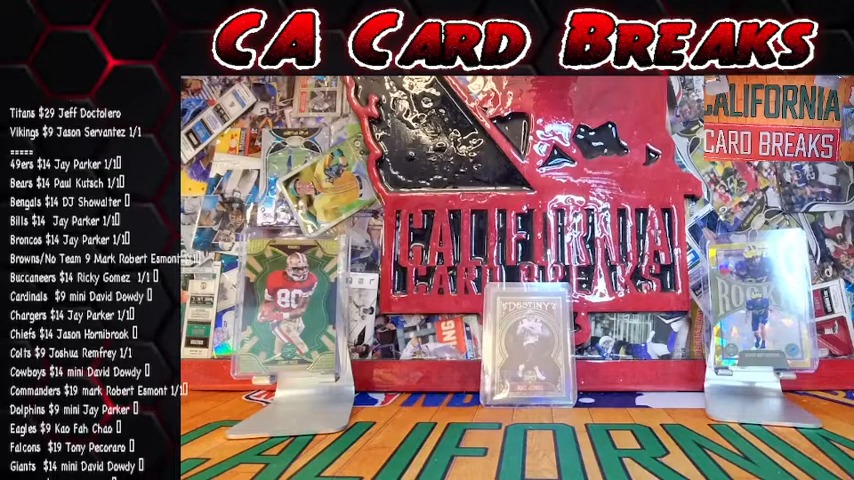 CA CARD BREAKS
Titans $29 Jeff Doctolero
Vikings $9 Jason Servantez 1/1
=====
49ers $14 Jay Parker 1/1
Bears $14 Paul Kutsch 1/1
Bengals $14 DJ Showalter
Bills $14 Jay Parker 1/1
Broncos $14 Jay Parker 1/1
Browns/No Team 9 Mark Robert Esmont
Buccaneers $14 Ricky Gomez 1/1
Cardinals $9 mini David Dowdy
Chargers $14 Jay Parker 1/1
Chiefs $14 Jason Hornibrook
Colts $9 Joshua Remfrey 1/1
Cowboys $14 mini David Dowdy
Commanders $19 mark Robert Esmont 1/1
Dolphins $9 mini Jay Parker
Eagles $9 Kao Fah Chao
Falcons $19 Tony Pecoraro
Giants $14 mini David Dowdy
CALIFORNIA
CARD BREAKS
CALIFORNIA
CARD BREAKS
80
DESTINY
MAC JONES
ROOK
CALIFORNIA